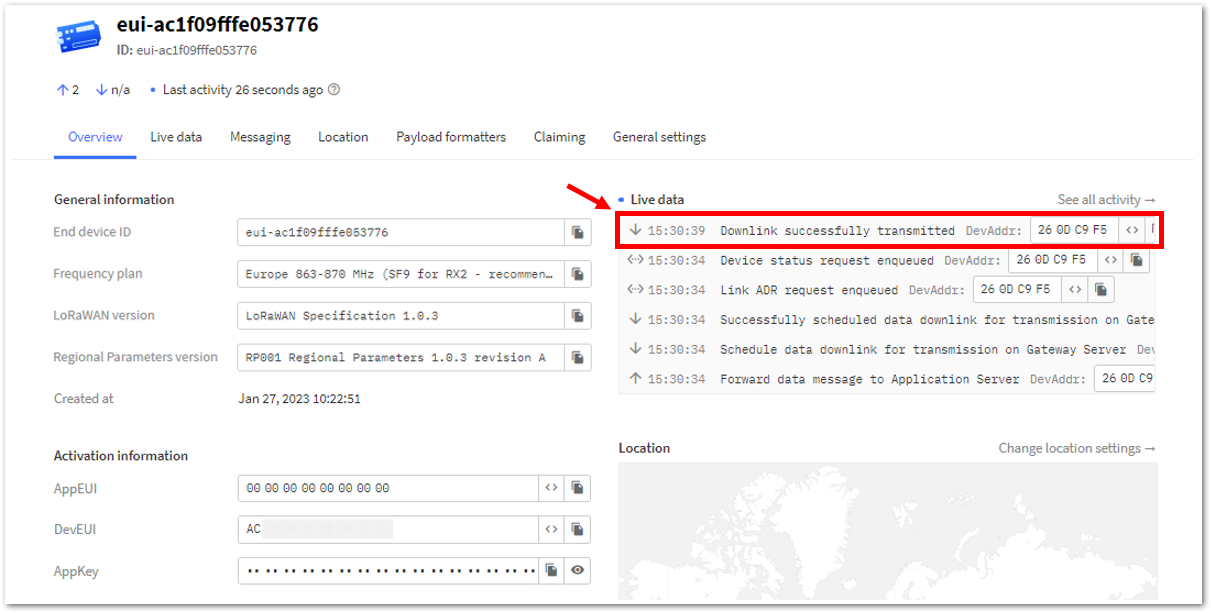 eui-ac1f09fffe053776
ID: eui-ac1f09fffe053776
↑ 2 ↓ n/a • Last activity 26 seconds ago
Overview Live data Messaging Location Payload formatters Claiming General settings
General information
End device ID eui-ac1f09fffe053776
Frequency plan Europe 863-870 MHz (SF9 for RX2 - recommen…
LoRaWAN version LoRaWAN Specification 1.0.3
Regional Parameters version RP001 Regional Parameters 1.0.3 revision A
Created at Jan 27, 2023 10:22:51
Activation information
AppEUI 00 00 00 00 00 00 00 00
DevEUI AC
AppKey
• Live data See all activity →
↓ 15:30:39 Downlink successfully transmitted DevAddr: 26 0D C9 F5 <>
15:30:34 Device status request enqueued DevAddr: 26 0D C9 F5 <>
15:30:34 Link ADR request enqueued DevAddr: 26 0D C9 F5 <>
↓ 15:30:34 Successfully scheduled data downlink for transmission on Gate
↓ 15:30:34 Schedule data downlink for transmission on Gateway Server Dev
↑ 15:30:34 Forward data message to Application Server DevAddr: 26 0D C9
Location Change location settings →